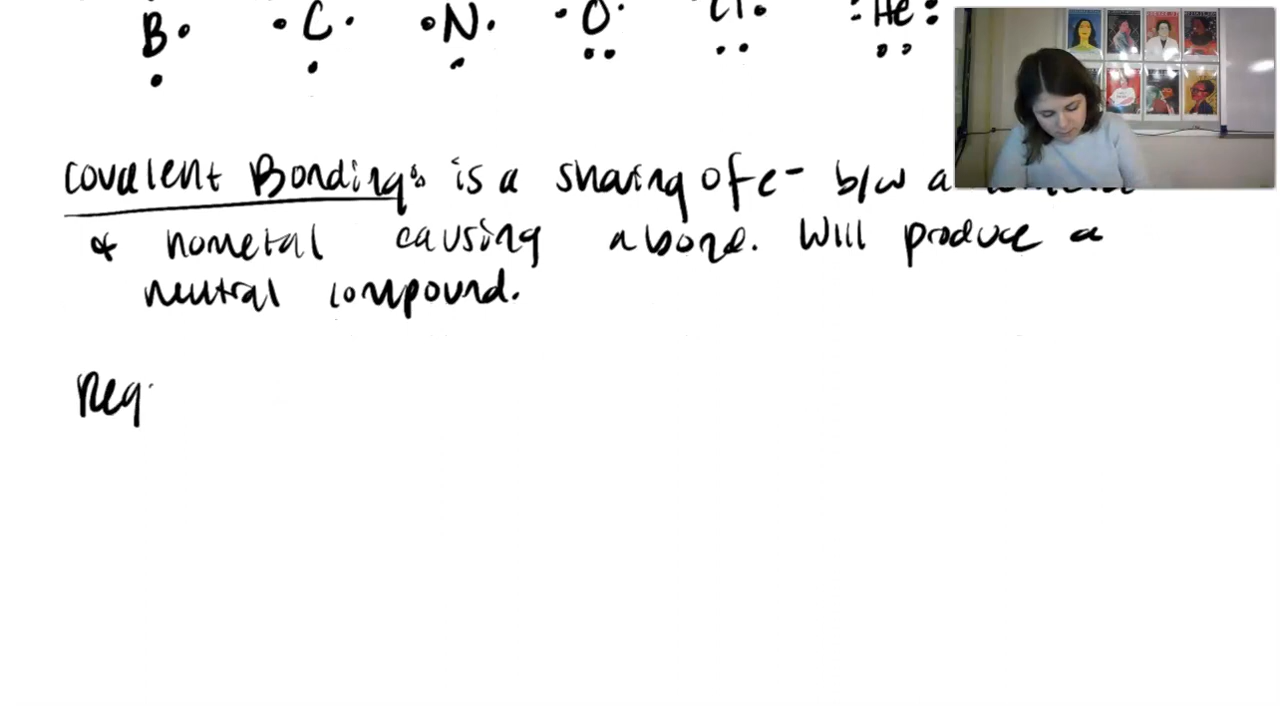 B C N O Cl He
Covalent Bonding: is a sharing of e- b/w a
& nometal causing a bond. Will produce a
neutral compound.
Req